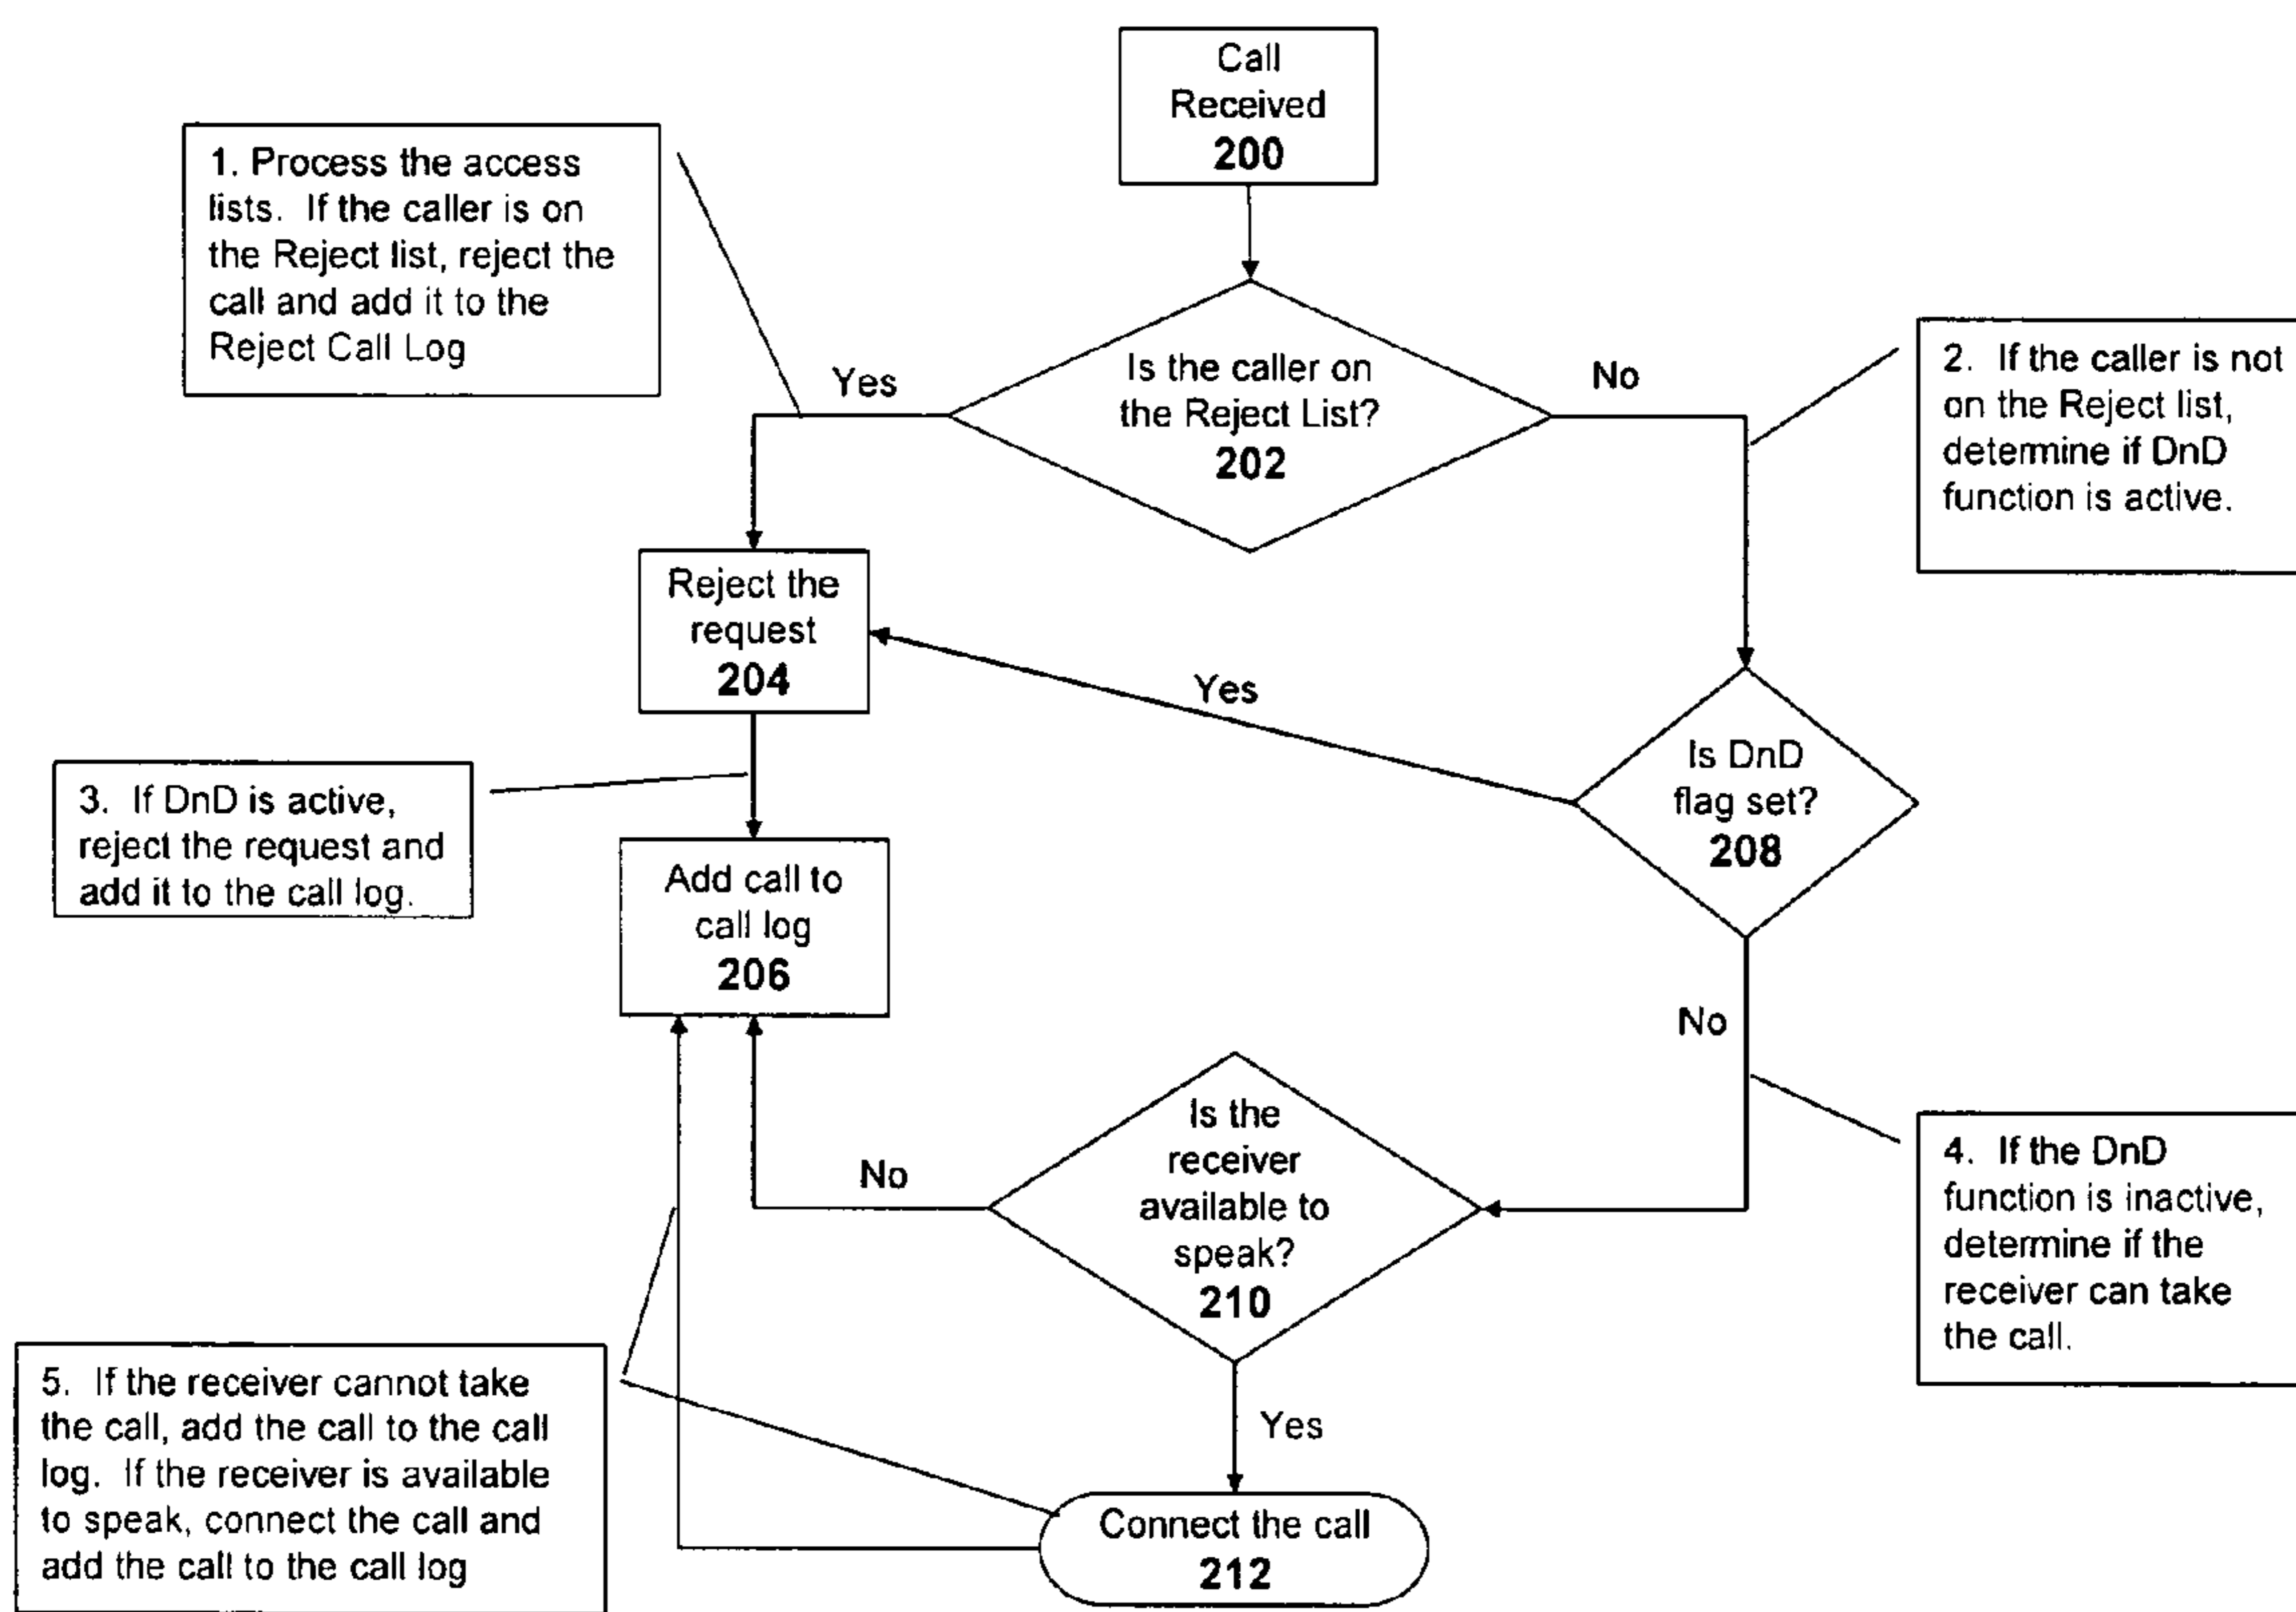 Call
Received
200
1. Process the access
lists. If the caller is on
the Reject list, reject the
call and add it to the
Reject Call Log
Is the caller on
the Reject List?
202
Yes
No
2. If the caller is not
on the Reject list,
determine if DnD
function is active.
Reject the
request
204
Yes
Is DnD
flag set?
208
3. If DnD is active,
reject the request and
add it to the call log.
Add call to
call log
206
No
Is the
receiver
available to
speak?
210
No
4. If the DnD
function is inactive,
determine if the
receiver can take
the call.
5. If the receiver cannot take
the call, add the call to the call
log. If the receiver is available
to speak, connect the call and
add the call to the call log
Yes
Connect the call
212